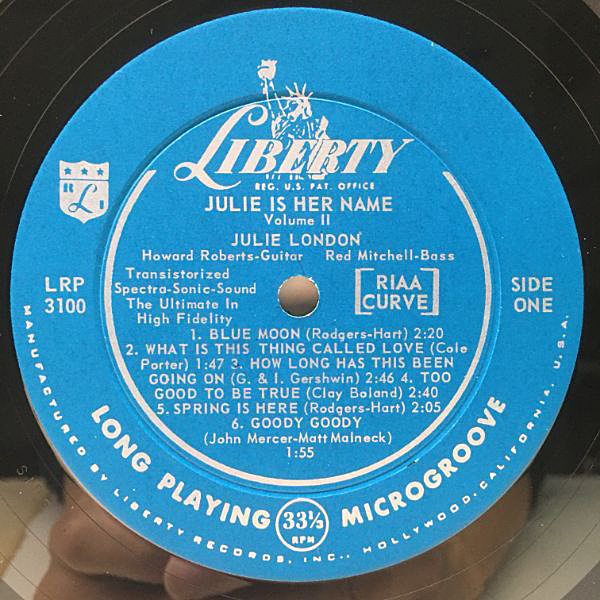 LIBERTY
REG. U.S. PAT. OFFICE
JULIE IS HER NAME
Volume II
JULIE LONDON
Howard Roberts-Guitar Red Mitchell-Bass
Transistorized
Spectra-Sonic-Sound
The Ultimate In
High Fidelity
RIAA
CURVE
LRP
3100
SIDE
ONE
1. BLUE MOON (Rodgers-Hart) 2:20
2. WHAT IS THIS THING CALLED LOVE (Cole
Porter) 1:47 3. HOW LONG HAS THIS BEEN
GOING ON (G. & I. Gershwin) 2:46 4. TOO
GOOD TO BE TRUE (Clay Boland) 2:40
5. SPRING IS HERE (Rodgers-Hart) 2:05
6. GOODY GOODY
(John Mercer-Matt Malneck)
1:55
LONG PLAYING 33⅓ RPM MICROGROOVE
MANUFACTURED BY LIBERTY RECORDS, INC., HOLLYWOOD, CALIFORNIA, U.S.A.